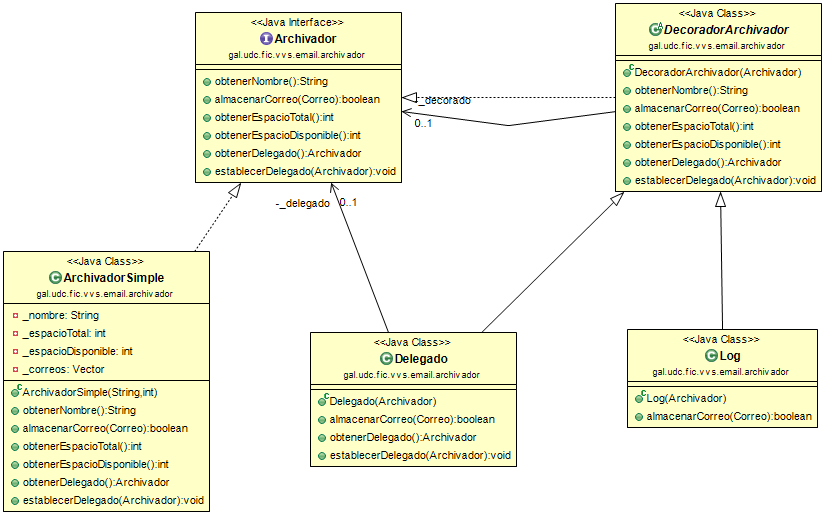 <<Java Interface>>
Archivador
gal.udc.fic.vvs.email.archivador
obtenerNombre():String
almacenarCorreo(Correo):boolean
obtenerEspacioTotal():int
obtenerEspacioDisponible():int
obtenerDelegado():Archivador
establecerDelegado(Archivador):void
<<Java Class>>
DecoradorArchivador
gal.udc.fic.vvs.email.archivador
DecoradorArchivador(Archivador)
obtenerNombre():String
almacenarCorreo(Correo):boolean
obtenerEspacioTotal():int
obtenerEspacioDisponible():int
obtenerDelegado():Archivador
establecerDelegado(Archivador):void
-_decorado
0..1
-_delegado 0..1
<<Java Class>>
ArchivadorSimple
gal.udc.fic.vvs.email.archivador
_nombre: String
_espacioTotal: int
_espacioDisponible: int
_correos: Vector
ArchivadorSimple(String,int)
obtenerNombre():String
almacenarCorreo(Correo):boolean
obtenerEspacioTotal():int
obtenerEspacioDisponible():int
obtenerDelegado():Archivador
establecerDelegado(Archivador):void
<<Java Class>>
Delegado
gal.udc.fic.vvs.email.archivador
Delegado(Archivador)
almacenarCorreo(Correo):boolean
obtenerDelegado():Archivador
establecerDelegado(Archivador):void
<<Java Class>>
Log
gal.udc.fic.vvs.email.archivador
Log(Archivador)
almacenarCorreo(Correo):boolean